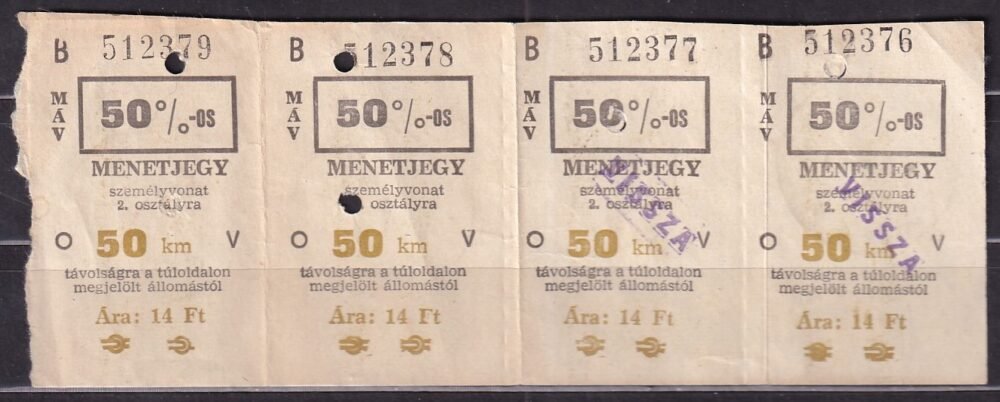 B 512379
MÁV
50%-os
MENETJEGY
személyvonat
2. osztályra
O 50 km V
távolságra a túloldalon
megjelölt állomástól
Ára: 14 Ft
B 512378
MÁV
50%-os
MENETJEGY
személyvonat
2. osztályra
O 50 km V
távolságra a túloldalon
megjelölt állomástól
Ára: 14 Ft
B 512377
MÁV
50%-os
MENETJEGY
személyvonat
2. osztályra
VISSZA
O 50 km V
távolságra a túloldalon
megjelölt állomástól
Ára: 14 Ft
B 512376
MÁV
50%-os
MENETJEGY
személyvonat
2. osztályra
VISSZA
O 50 km V
távolságra a túloldalon
megjelölt állomástól
Ára: 14 Ft